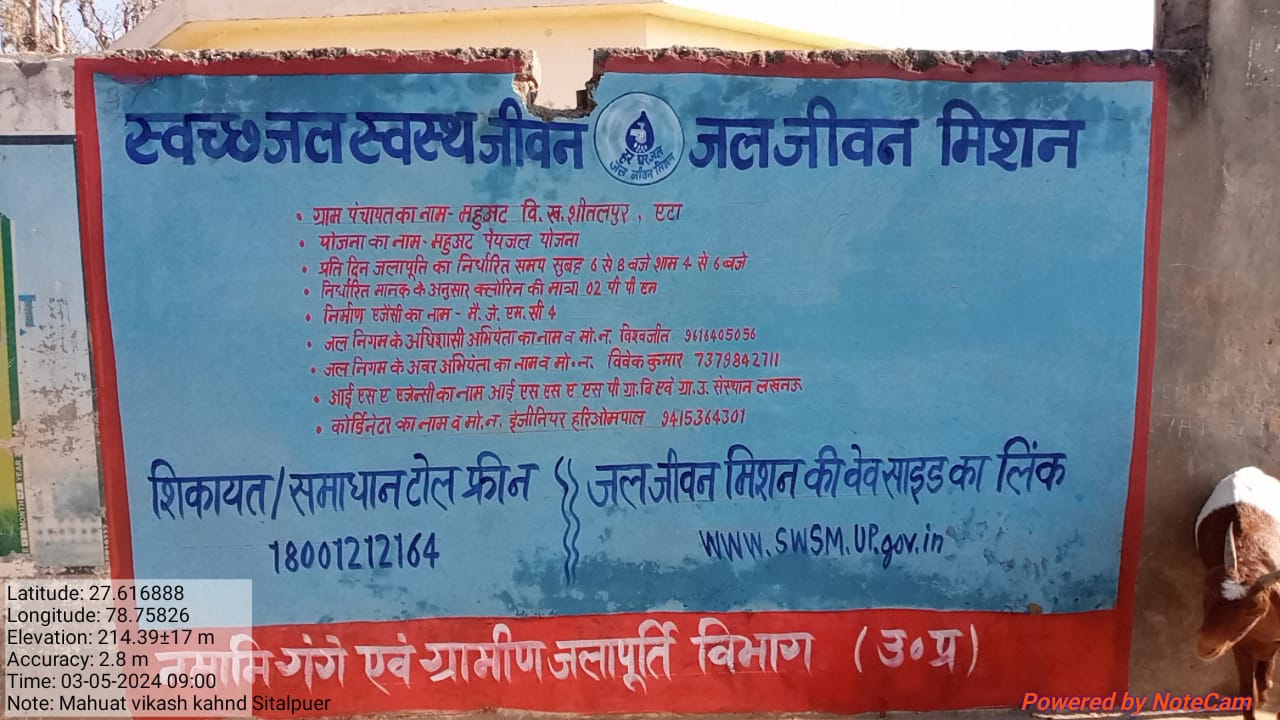 स्वच्छ जल स्वस्थ जीवन
हर घर जल
जल जीवन मिशन
जल जीवन मिशन
• ग्राम पंचायत का नाम- महुअट वि. ख. शीतलपुर , एटा
• योजना का नाम- महुअट पेयजल योजना
• प्रति दिन जलापूति का निर्धारित समय सुबह 6 से 8 बजे शाम 4 से 6 बजे
• निर्धारित मानक के अनुसार क्लोरिन की मात्रा 02 पी पी एम
• निर्माण एजेंसी का नाम - मै. जे. एम. सी 4
• जल निगम के अधिशासी अभियंता का नाम व मो.न. विश्वजीत 9616405056
• जल निगम के अवर अभियंता का नाम व मो.न. विवेक कुमार 7379842711
• आई एस ए एजेन्सी का नाम आई एस एस ए एस पी ग्रा.वि एवं ग्रा.उ. संस्थान लखनऊ
• कोर्डिनेटर का नाम व मो.न. इंजीनियर हरिओमपाल 9415364301
शिकायत/समाधान टोल फ्री न
18001212164
जल जीवन मिशन की वेव साइड का लिंक
WWW.SWSM.UP.gov.in
नमामि गंगे एवं ग्रामीण जलापूर्ति विभाग (उ॰प्र)
Latitude: 27.616888
Longitude: 78.75826
Elevation: 214.39±17 m
Accuracy: 2.8 m
Time: 03-05-2024 09:00
Note: Mahuat vikash kahnd Sitalpuer
Powered by NoteCam